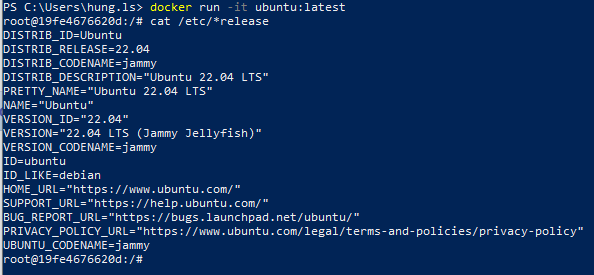 PS C:\Users\hung.ls> docker run -it ubuntu:latest
root@19fe4676620d:/# cat /etc/*release
DISTRIB_ID=Ubuntu
DISTRIB_RELEASE=22.04
DISTRIB_CODENAME=jammy
DISTRIB_DESCRIPTION="Ubuntu 22.04 LTS"
PRETTY_NAME="Ubuntu 22.04 LTS"
NAME="Ubuntu"
VERSION_ID="22.04"
VERSION="22.04 LTS (Jammy Jellyfish)"
VERSION_CODENAME=jammy
ID=ubuntu
ID_LIKE=debian
HOME_URL="https://www.ubuntu.com/"
SUPPORT_URL="https://help.ubuntu.com/"
BUG_REPORT_URL="https://bugs.launchpad.net/ubuntu/"
PRIVACY_POLICY_URL="https://www.ubuntu.com/legal/terms-and-policies/privacy-policy"
UBUNTU_CODENAME=jammy
root@19fe4676620d:/#